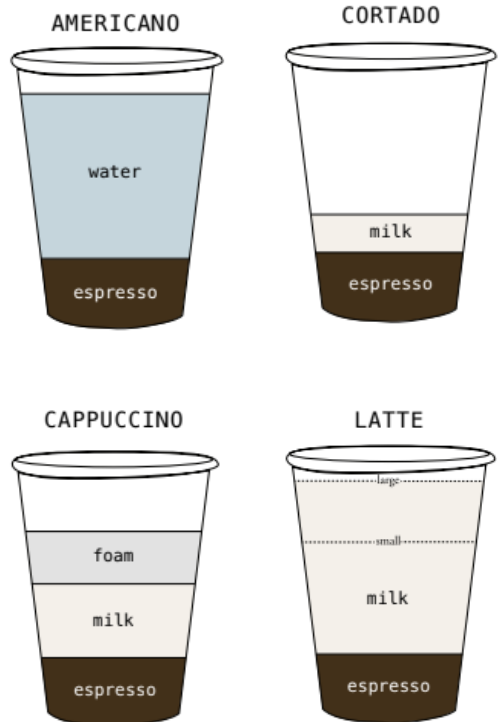 AMERICANO
water
espresso
CORTADO
milk
espresso
CAPPUCCINO
foam
milk
espresso
LATTE
large
small
milk
espresso